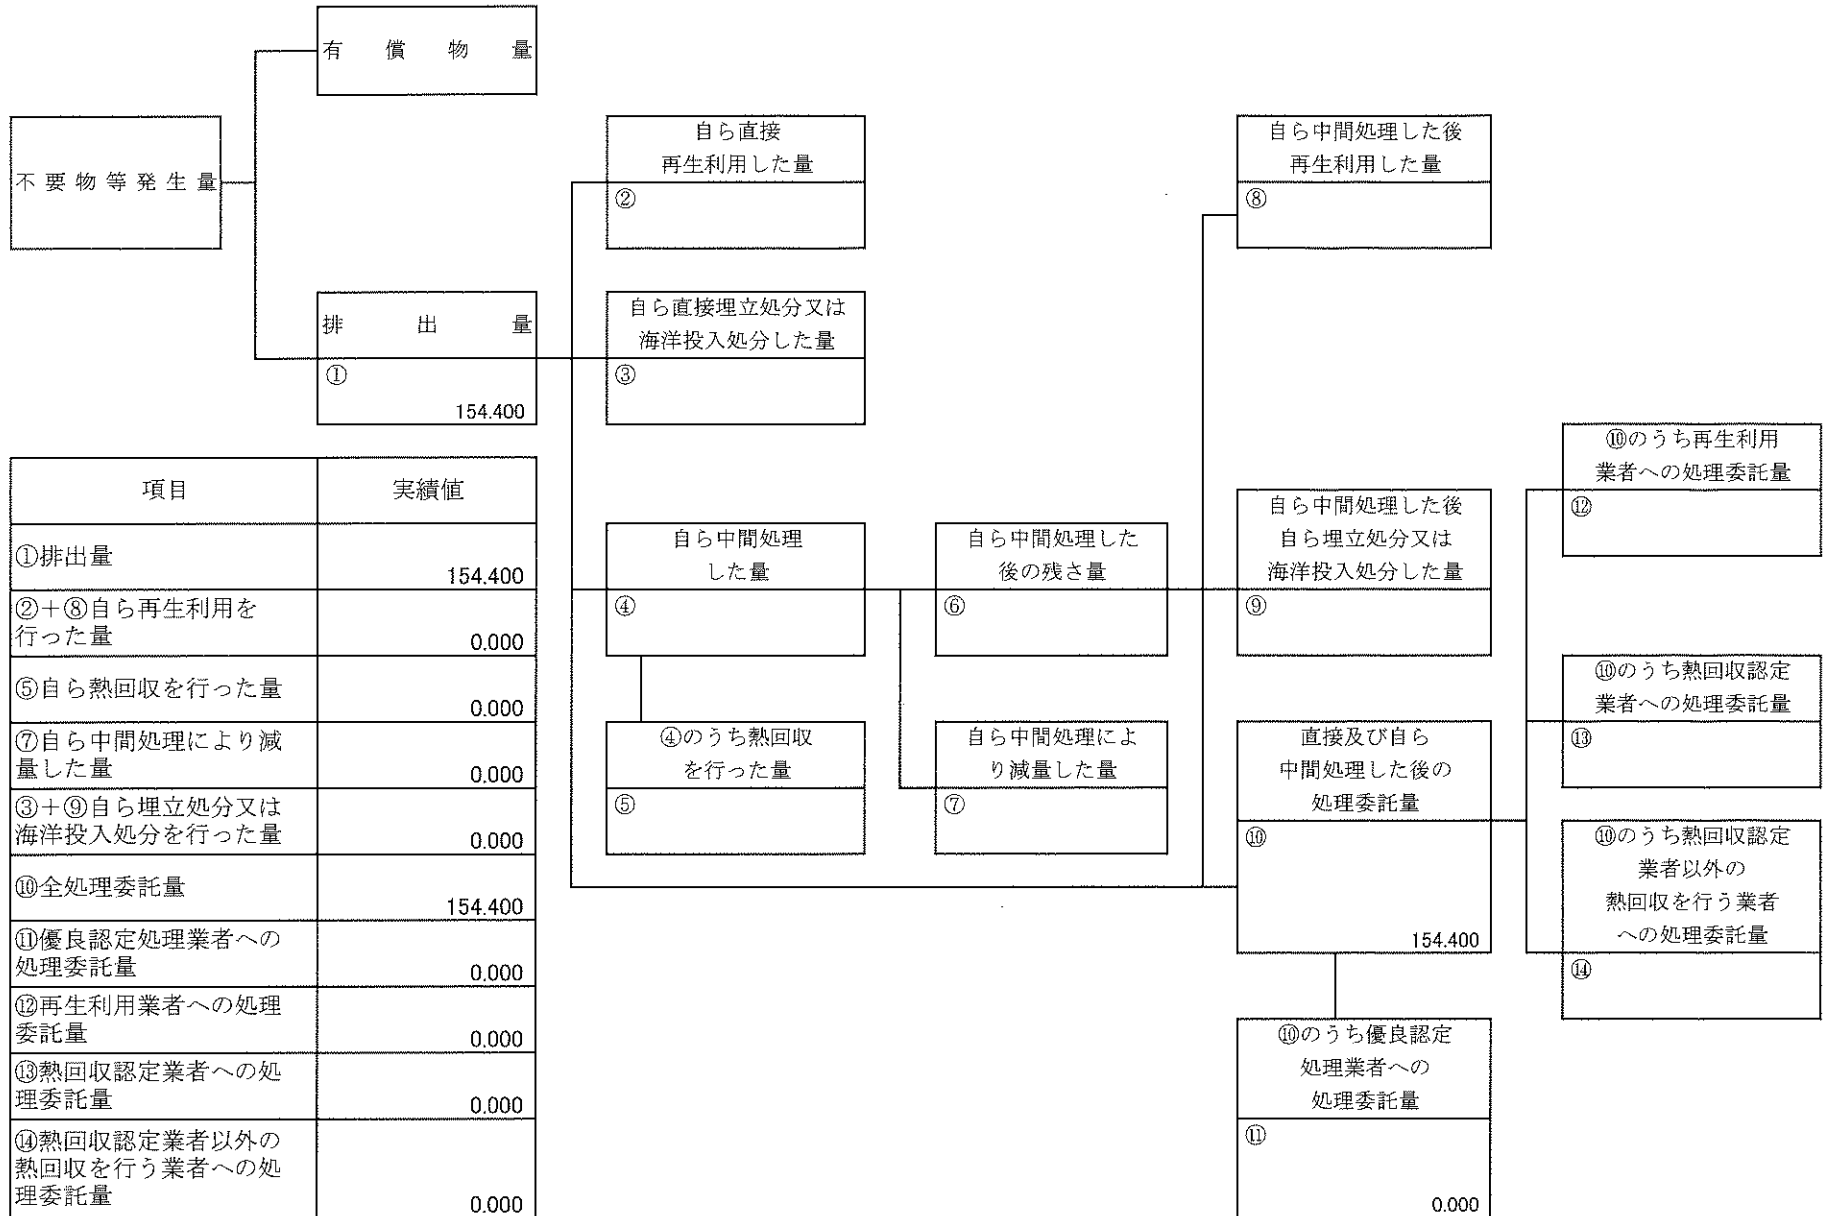 有償物量
不要物等発生量
排出量
①
154.400
自ら直接
再生利用した量
②
自ら直接埋立処分又は
海洋投入処分した量
③
自ら中間処理
した量
④
④のうち熱回収
を行った量
⑤
自ら中間処理した
後の残さ量
⑥
自ら中間処理によ
り減量した量
⑦
自ら中間処理した後
再生利用した量
⑧
自ら中間処理した後
自ら埋立処分又は
海洋投入処分した量
⑨
直接及び自ら
中間処理した後の
処理委託量
⑩
154.400
⑩のうち優良認定
処理業者への
処理委託量
⑪
0.000
⑩のうち再生利用
業者への処理委託量
⑫
⑩のうち熱回収認定
業者への処理委託量
⑬
⑩のうち熱回収認定
業者以外の
熱回収を行う業者
への処理委託量
⑭
項目 実績値
①排出量
154.400
②+⑧自ら再生利用を
行った量
0.000
⑤自ら熱回収を行った量
0.000
⑦自ら中間処理により減
量した量
0.000
③+⑨自ら埋立処分又は
海洋投入処分を行った量
0.000
⑩全処理委託量
154.400
⑪優良認定処理業者への
処理委託量
0.000
⑫再生利用業者への処理
委託量
0.000
⑬熱回収認定業者への処
理委託量
0.000
⑭熱回収認定業者以外の
熱回収を行う業者への処
理委託量
0.000